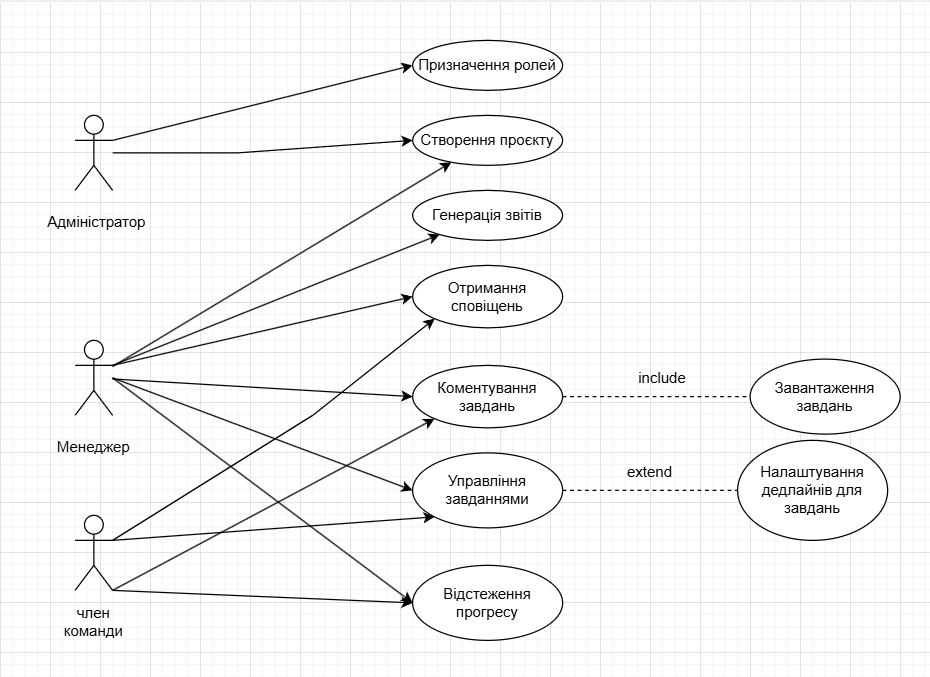 Призначення ролей
Створення проєкту
Адміністратор
Генерація звітів
Отримання
сповіщень
Коментування
завдань
include
Завантаження
завдань
Менеджер
Управління
завданнями
extend
Налаштування
дедлайнів для
завдань
член
команди
Відстеження
прогресу